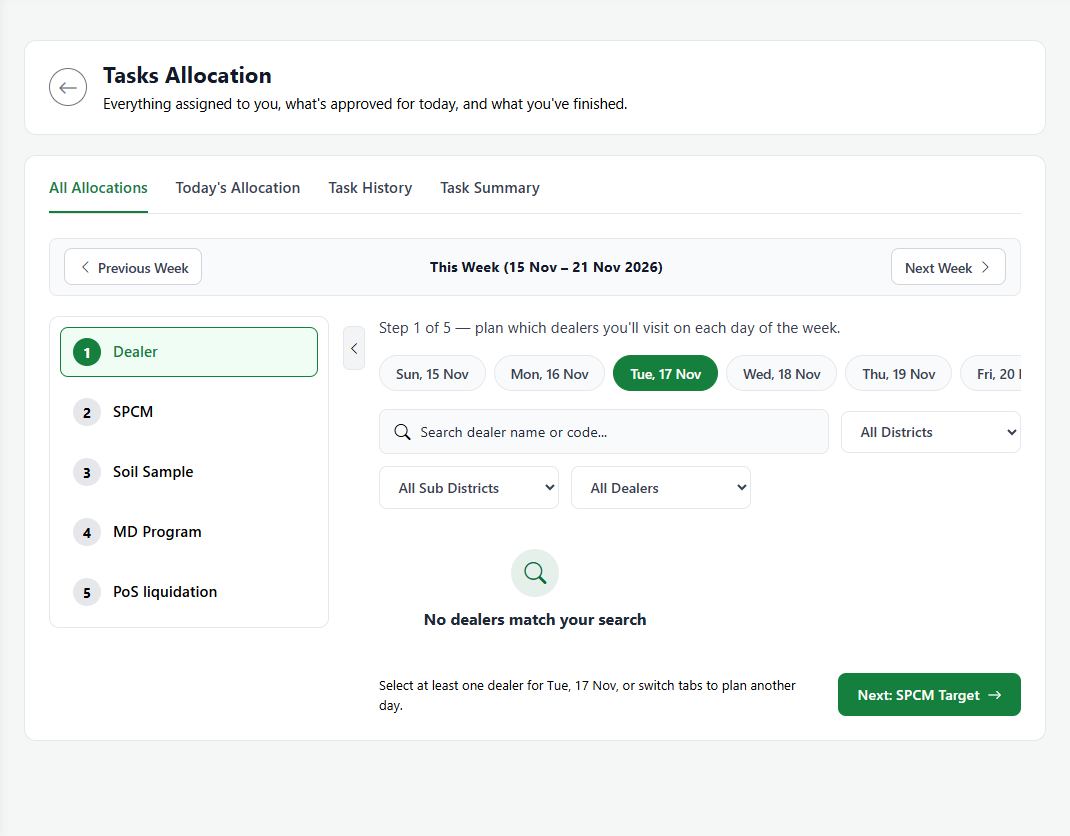 Tasks Allocation
Everything assigned to you, what's approved for today, and what you've finished.
All Allocations
Today's Allocation
Task History
Task Summary
Previous Week
This Week (15 Nov – 21 Nov 2026)
Next Week
1
Dealer
2
SPCM
3
Soil Sample
4
MD Program
5
PoS liquidation
Step 1 of 5 — plan which dealers you'll visit on each day of the week.
Sun, 15 Nov
Mon, 16 Nov
Tue, 17 Nov
Wed, 18 Nov
Thu, 19 Nov
Fri, 20
Search dealer name or code...
All Districts
All Sub Districts
All Dealers
No dealers match your search
Select at least one dealer for Tue, 17 Nov, or switch tabs to plan another
day.
Next: SPCM Target